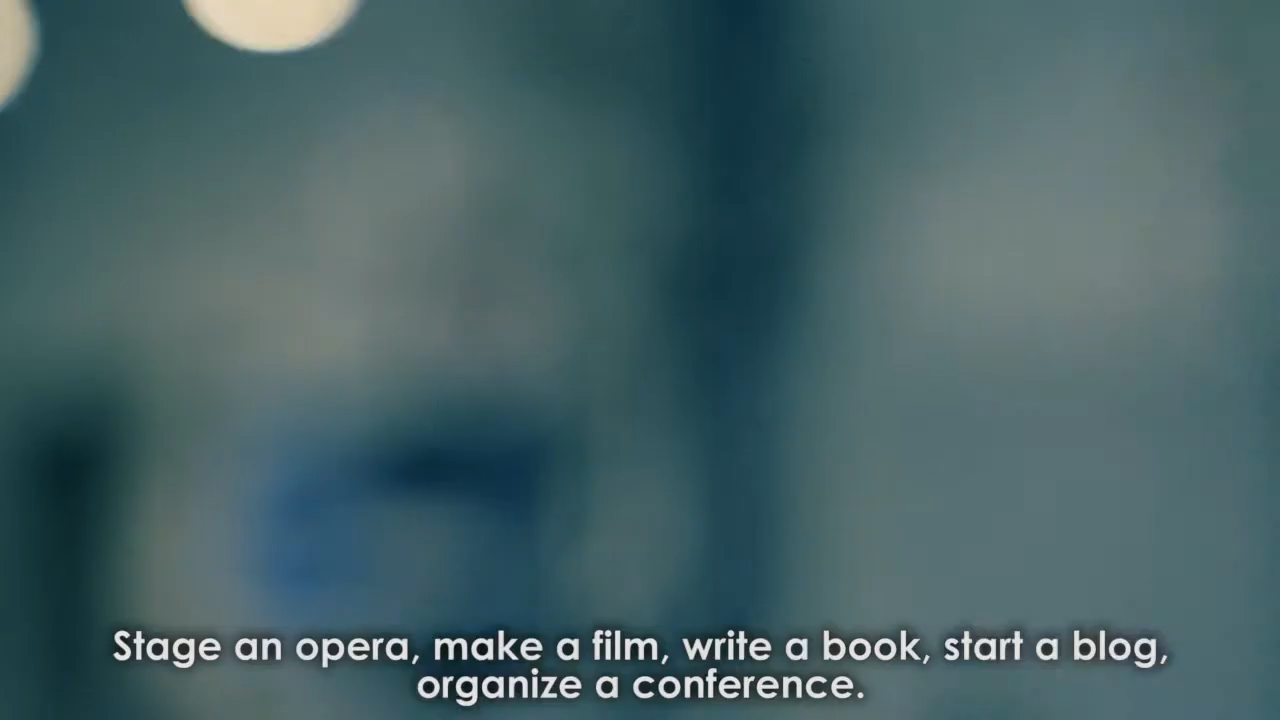 Stage an opera, make a film, write a book, start a blog,
organize a conference.